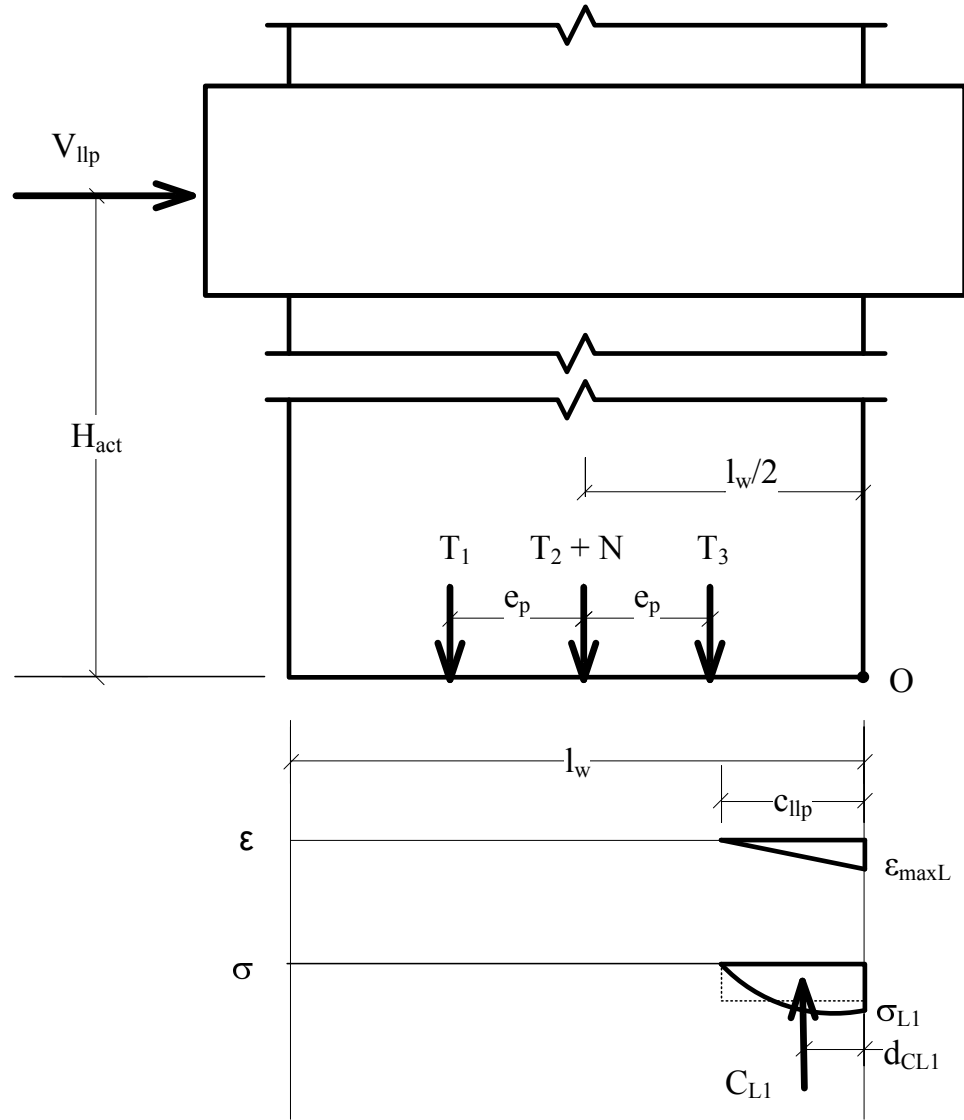 V_llp
H_act
l_w/2
T_1
T_2 + N
T_3
e_p
e_p
O
l_w
c_llp
ε
ε_maxL
σ
σ_L1
d_CL1
C_L1